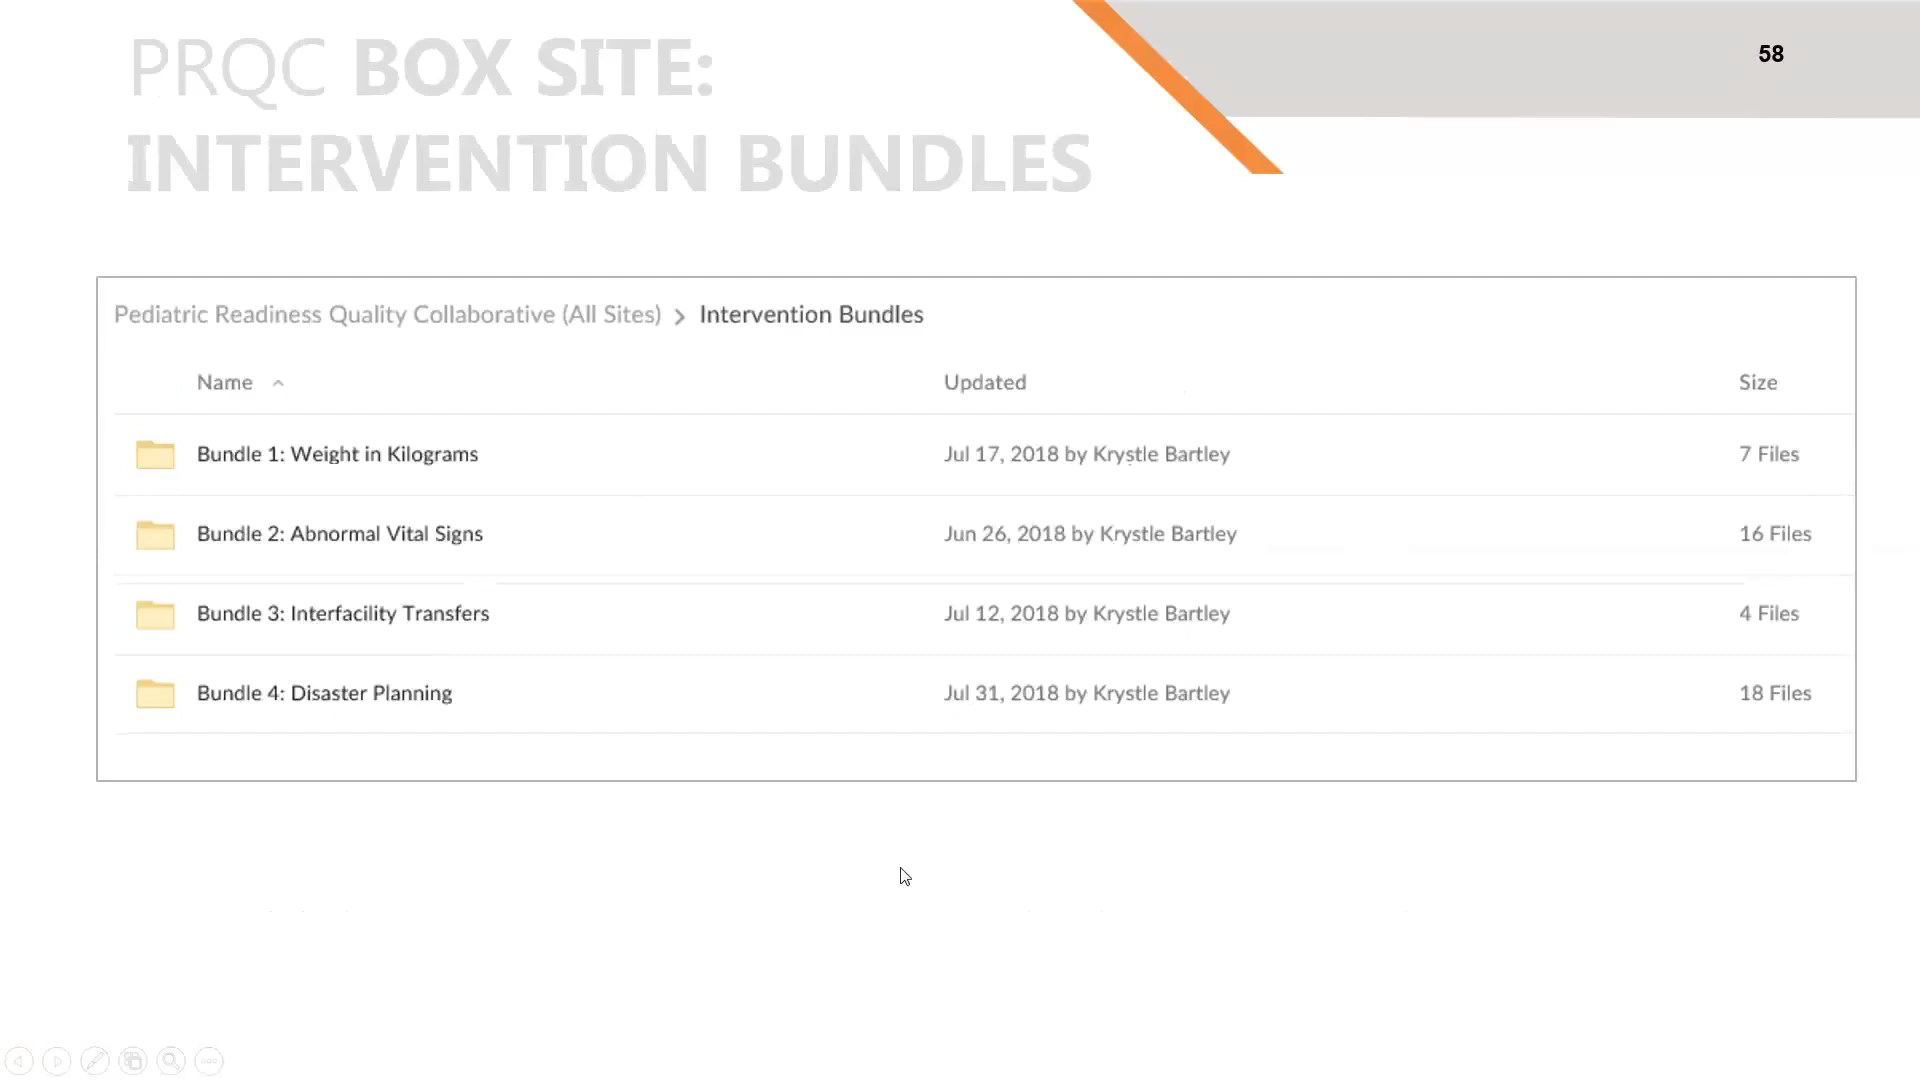 PRQC BOX SITE:
INTERVENTION BUNDLES
58
Pediatric Readiness Quality Collaborative (All Sites) > Intervention Bundles
Name Updated Size
Bundle 1: Weight in Kilograms Jul 17, 2018 by Krystle Bartley 7 Files
Bundle 2: Abnormal Vital Signs Jun 26, 2018 by Krystle Bartley 16 Files
Bundle 3: Interfacility Transfers Jul 12, 2018 by Krystle Bartley 4 Files
Bundle 4: Disaster Planning Jul 31, 2018 by Krystle Bartley 18 Files